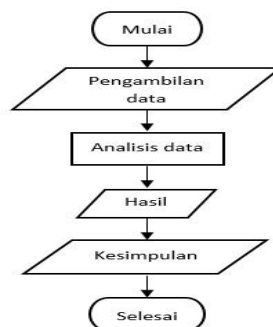 Mulai
Pengambilan
data
Analisis data
Hasil
Kesimpulan
Selesai